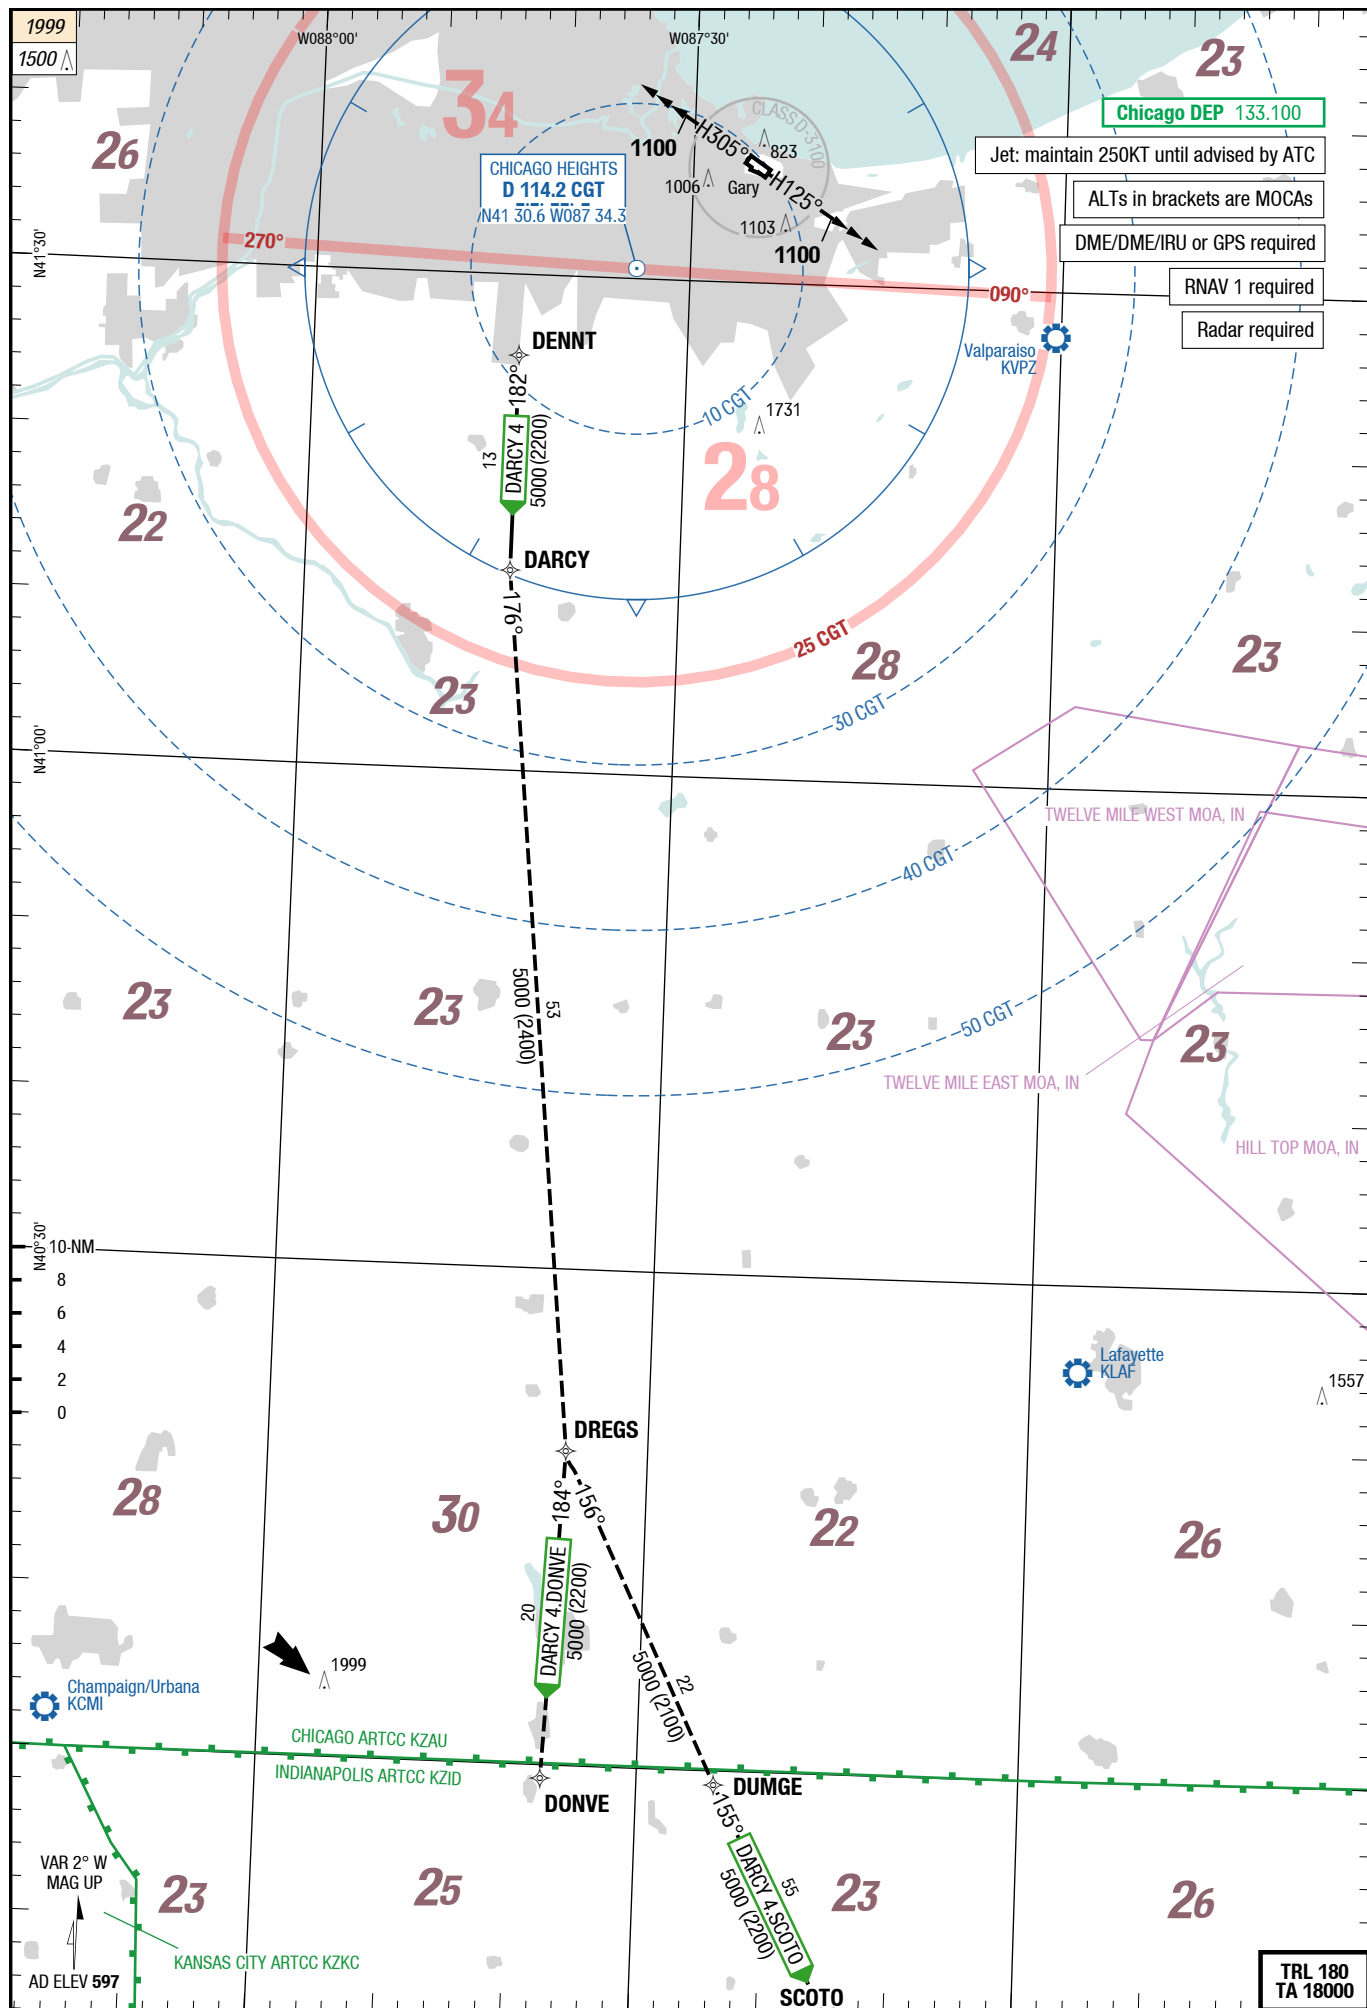 1999
1500
W088°00'
W087°30'
24
23
34
26
Chicago DEP 133.100
Jet: maintain 250KT until advised by ATC
ALTs in brackets are MOCAs
DME/DME/IRU or GPS required
RNAV 1 required
Radar required
CLASS D-3100
1100
H305°
823
1006
Gary
H125°
1103
1100
CHICAGO HEIGHTS
D 114.2 CGT
N41 30.6 W087 34.3
N41°30'
270°
090°
DENNT
Valparaiso
KVPZ
182°
10 CGT
1731
DARCY 4
13
5000 (2200)
28
22
DARCY
176°
25 CGT
28
23
23
30 CGT
N41°00'
TWELVE MILE WEST MOA, IN
40 CGT
23
23
5000 (2400)
53
23
50 CGT
23
TWELVE MILE EAST MOA, IN
HILL TOP MOA, IN
N40°30'
10 NM
8
6
4
2
0
Lafayette
KLAF
1557
DREGS
184°
156°
28
30
22
26
DARCY 4.DONVE
20
5000 (2200)
22
5000 (2100)
1999
Champaign/Urbana
KCMI
CHICAGO ARTCC KZAU
INDIANAPOLIS ARTCC KZID
DONVE
DUMGE
155°
DARCY 4.SCOTO
55
5000 (2200)
VAR 2° W
MAG UP
23
25
23
26
KANSAS CITY ARTCC KZKC
AD ELEV 597
SCOTO
TRL 180
TA 18000